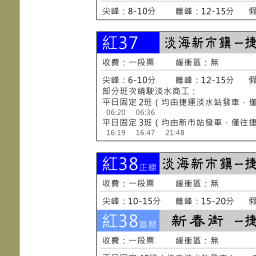 尖峰：8-10分 離峰：12-15分 假
紅37 淡海新市鎮－捷
收費：一段票 緩衝區：無
尖峰：6-10分 離峰：12-15分 假
部分班次繞駛淡水商工：
平日固定2班（均由捷運淡水站發車，僅
06:20 06:36
平日固定3班（均由新市站發車，僅往
16:19 16:47 21:48
紅38正線 淡海新市鎮－捷
收費：一段票 緩衝區：無
尖峰：10-15分 離峰：15-20分 假
紅38區間 新春街 －捷
收費：一段票 緩衝區：無